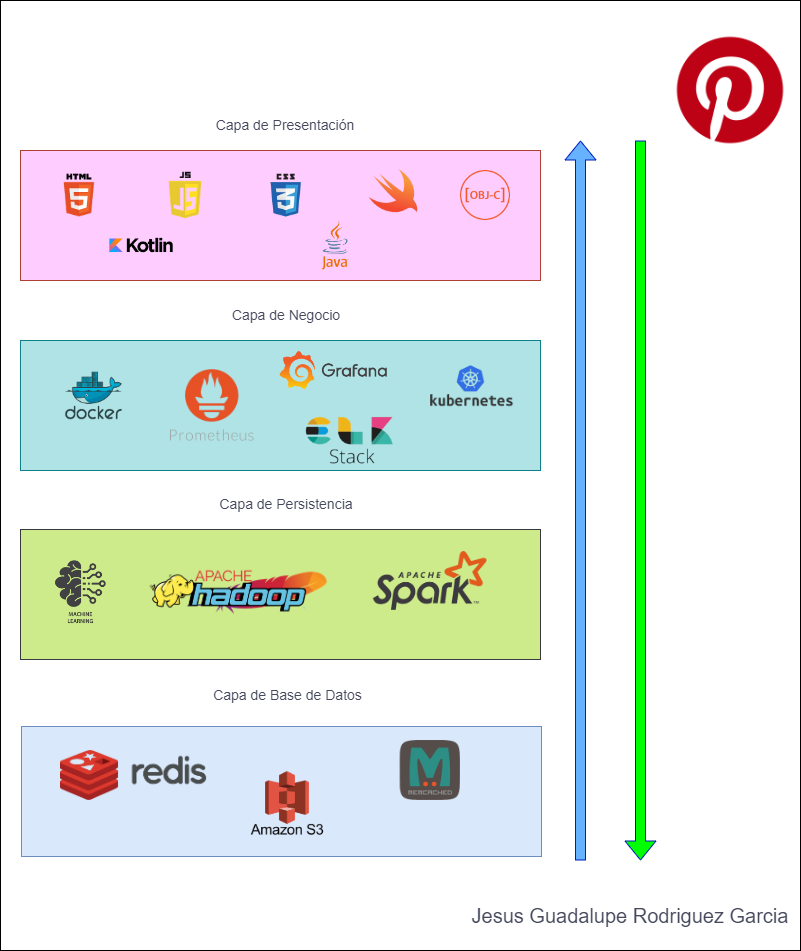 Capa de Presentación
HTML
5
JS
JS
CSS
3
[OBJ-C]
Kotlin
Java
Capa de Negocio
docker
Prometheus
Grafana
kubernetes
Stack
Capa de Persistencia
MACHINE
LEARNING
APACHE
hadoop
APACHE
Spark™
Capa de Base de Datos
redis
Amazon S3
MEMCACHED
Jesus Guadalupe Rodriguez Garcia